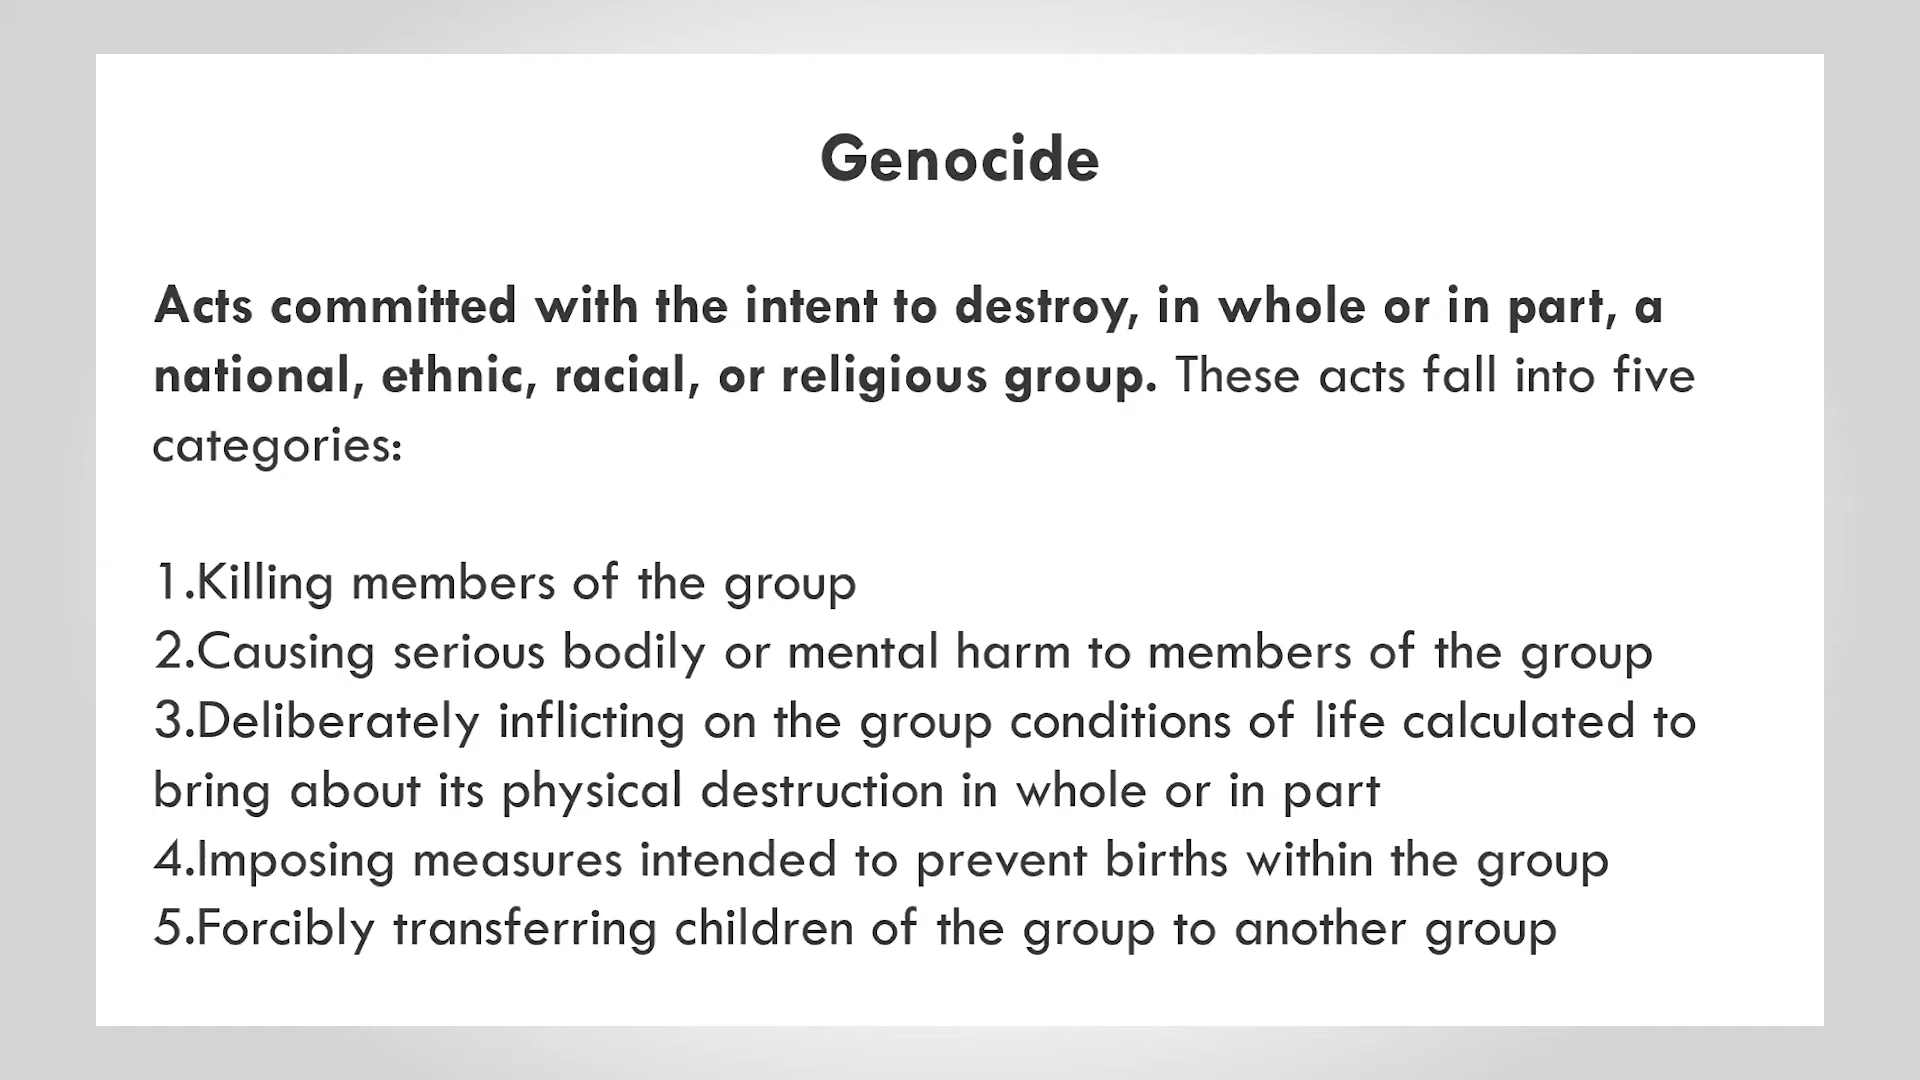 Genocide
Acts committed with the intent to destroy, in whole or in part, a
national, ethnic, racial, or religious group. These acts fall into five
categories:
1.Killing members of the group
2.Causing serious bodily or mental harm to members of the group
3.Deliberately inflicting on the group conditions of life calculated to
bring about its physical destruction in whole or in part
4.Imposing measures intended to prevent births within the group
5.Forcibly transferring children of the group to another group